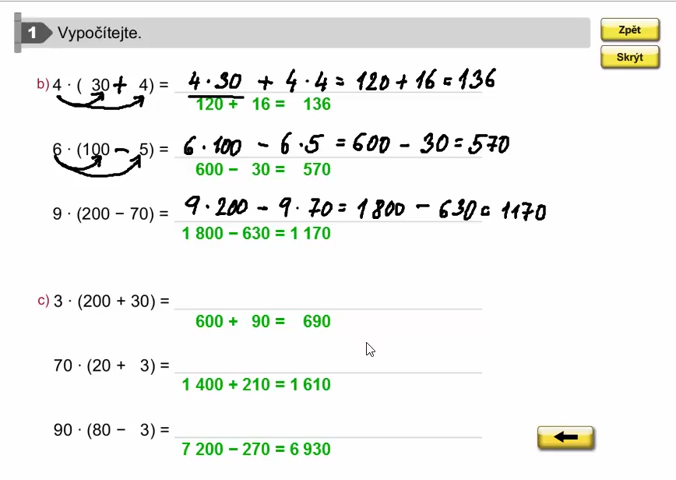 1 Vypočítejte.
Zpět
Skrýt
b) 4 · ( 30 + 4) = 4 · 30 + 4 · 4 = 120 + 16 = 136
120 + 16 = 136
6 · (100 − 5) = 6 · 100 − 6 · 5 = 600 − 30 = 570
600 − 30 = 570
9 · (200 − 70) = 9 · 200 − 9 · 70 = 1800 − 630 = 1170
1 800 − 630 = 1 170
c) 3 · (200 + 30) =
600 + 90 = 690
70 · (20 + 3) =
1 400 + 210 = 1 610
90 · (80 − 3) =
7 200 − 270 = 6 930